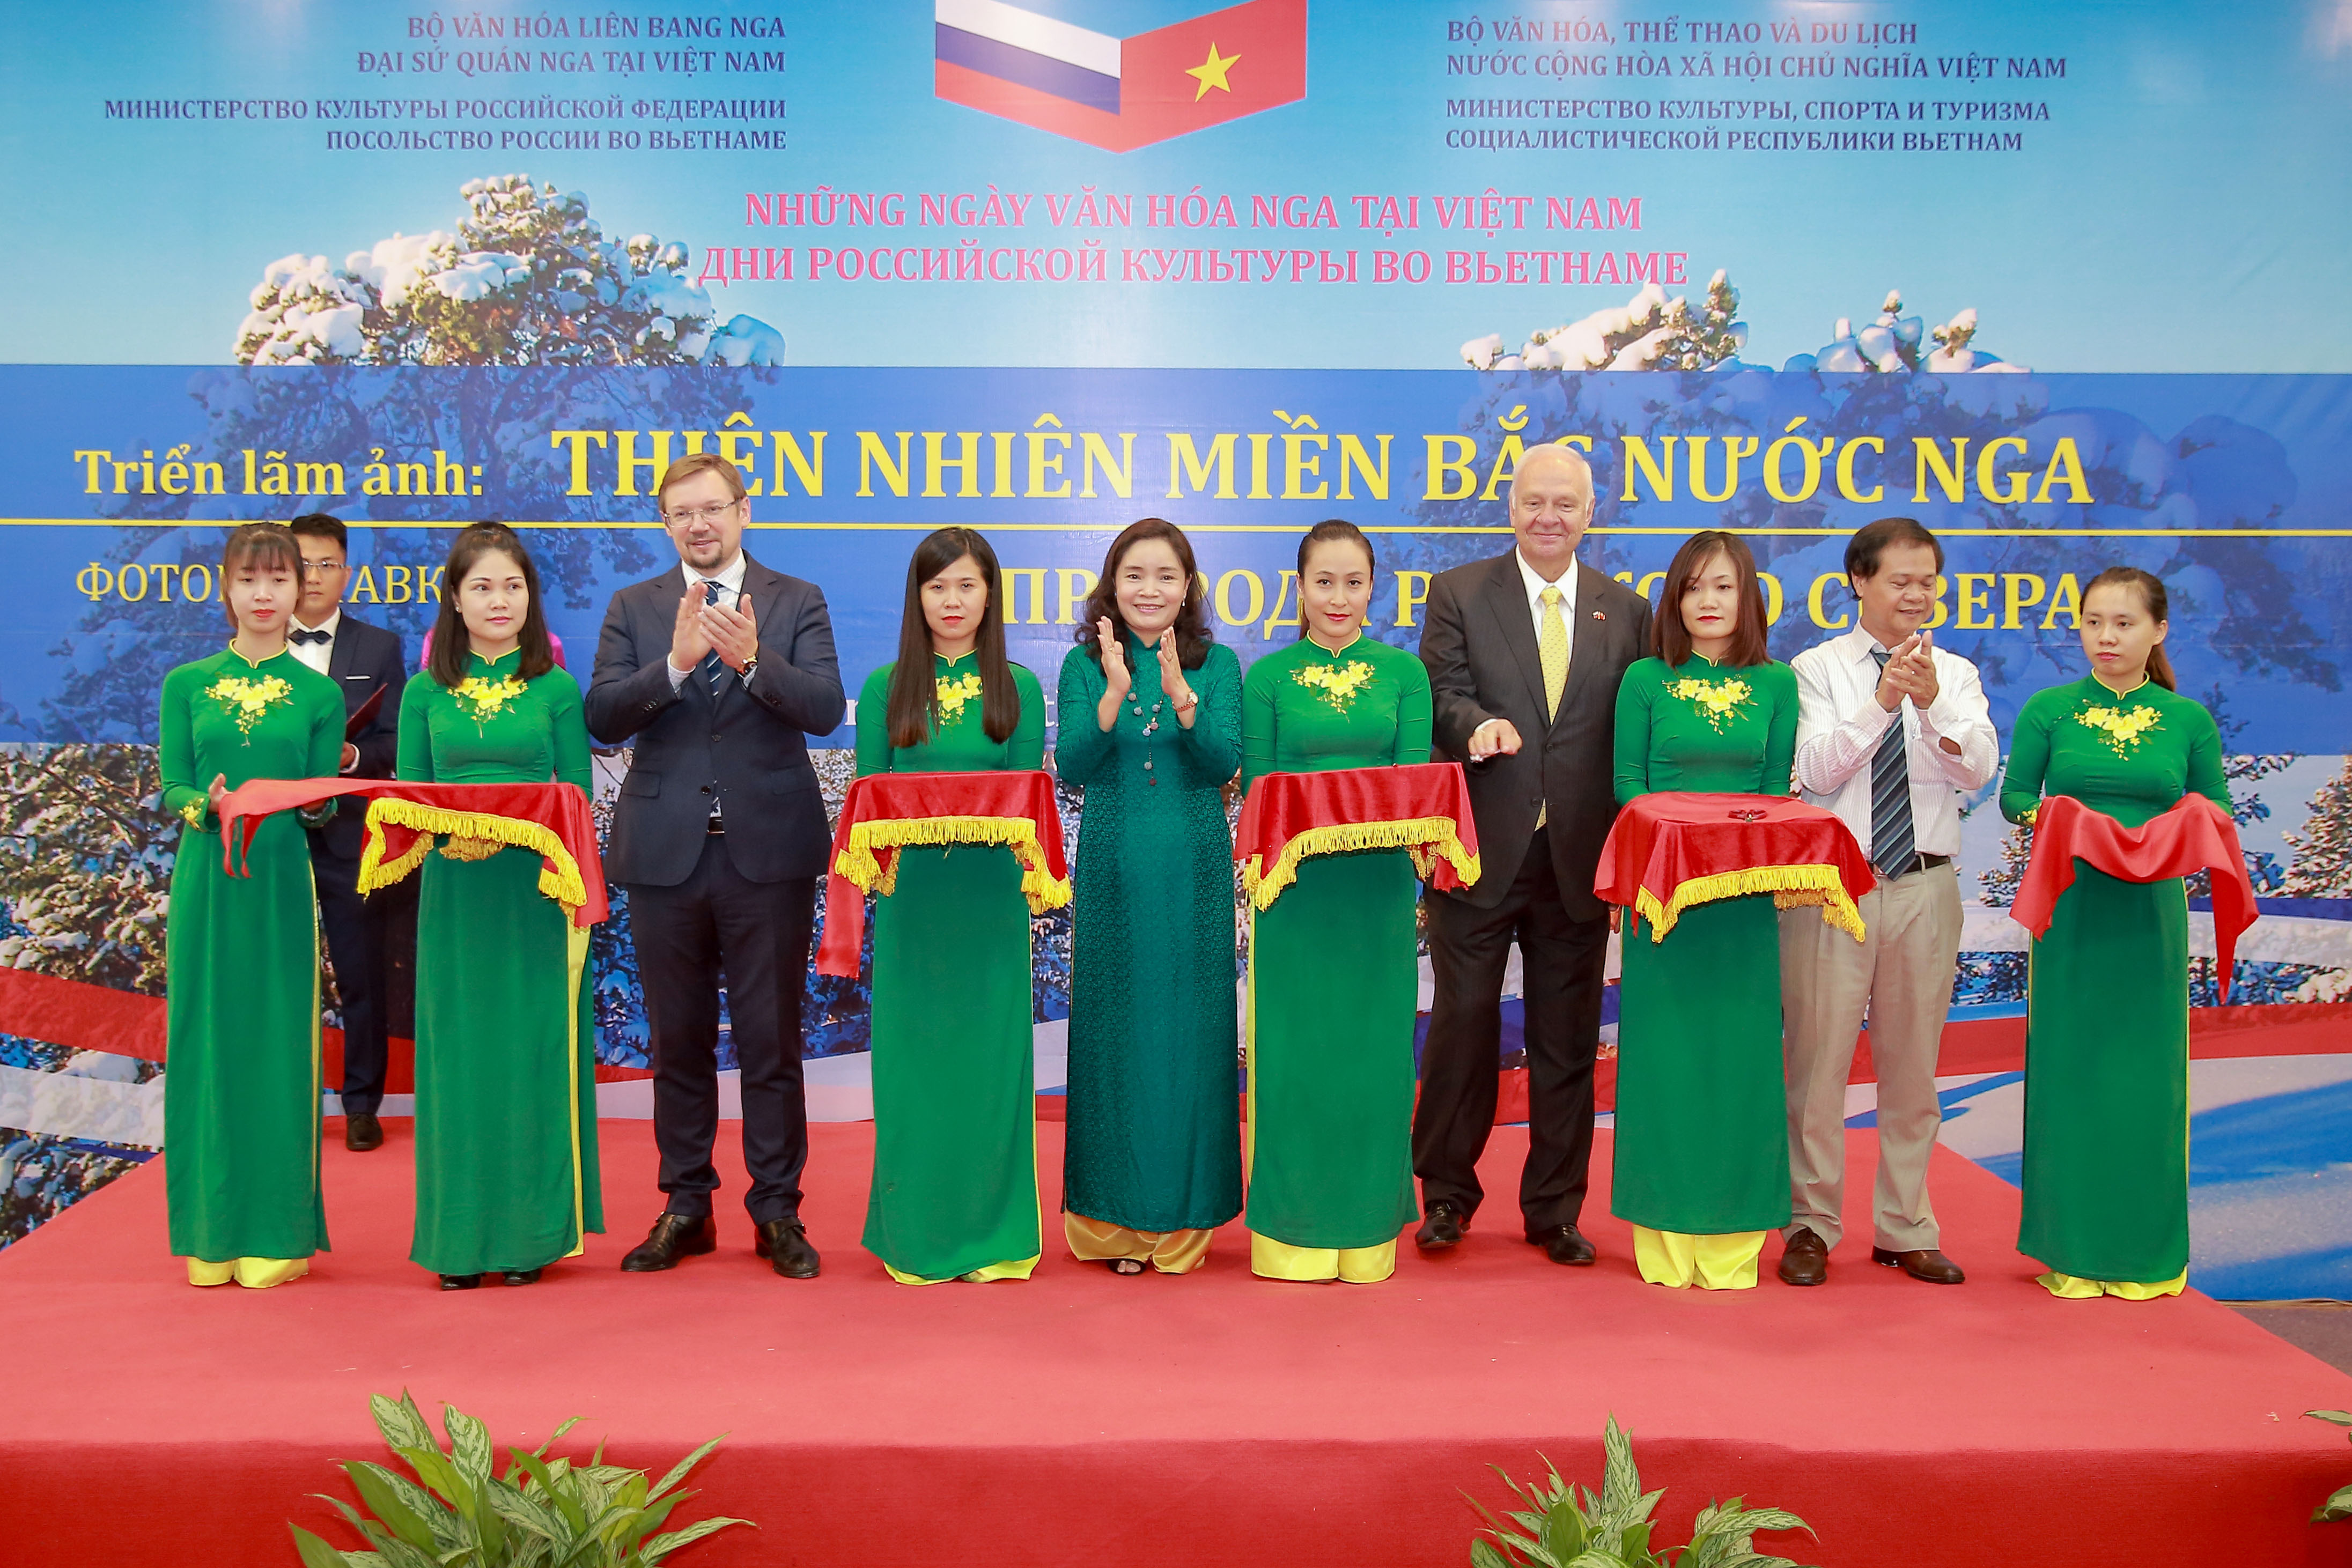 BỘ VĂN HÓA LIÊN BANG NGA
ĐẠI SỨ QUÁN NGA TẠI VIỆT NAM
МИНИСТЕРСТВО КУЛЬТУРЫ РОССИЙСКОЙ ФЕДЕРАЦИИ
ПОСОЛЬСТВО РОССИИ ВО ВЬЕТНАМЕ
BỘ VĂN HÓA, THỂ THAO VÀ DU LỊCH
NƯỚC CỘNG HÒA XÃ HỘI CHỦ NGHĨA VIỆT NAM
МИНИСТЕРСТВО КУЛЬТУРЫ, СПОРТА И ТУРИЗМА
СОЦИАЛИСТИЧЕСКОЙ РЕСПУБЛИКИ ВЬЕТНАМ
NHỮNG NGÀY VĂN HÓA NGA TẠI VIỆT NAM
ДНИ РОССИЙСКОЙ КУЛЬТУРЫ ВО ВЬЕТНАМЕ
Triển lãm ảnh: THIÊN NHIÊN MIỀN BẮC NƯỚC NGA
СЕВЕРА